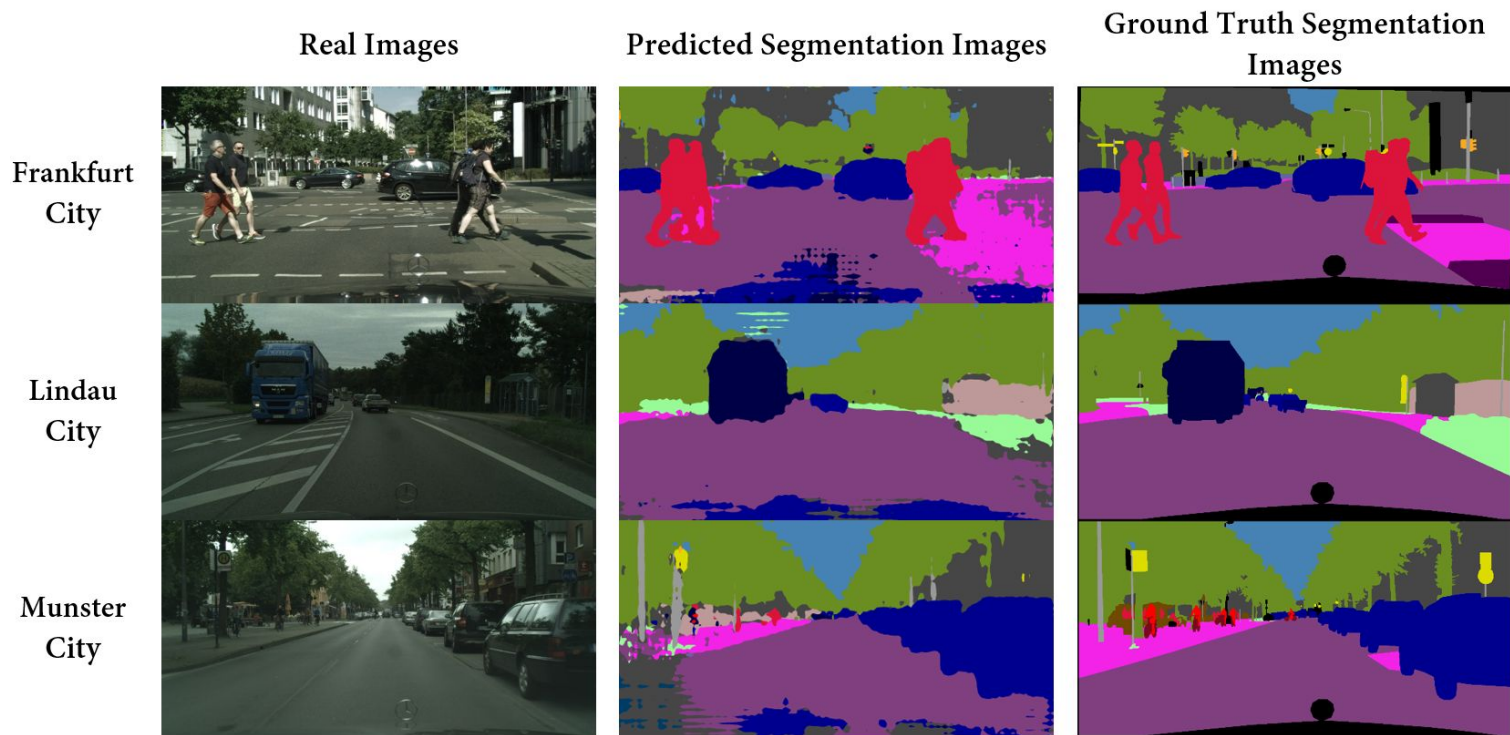 Real Images
Predicted Segmentation Images
Ground Truth Segmentation
Images
Frankfurt
City
Lindau
City
Munster
City